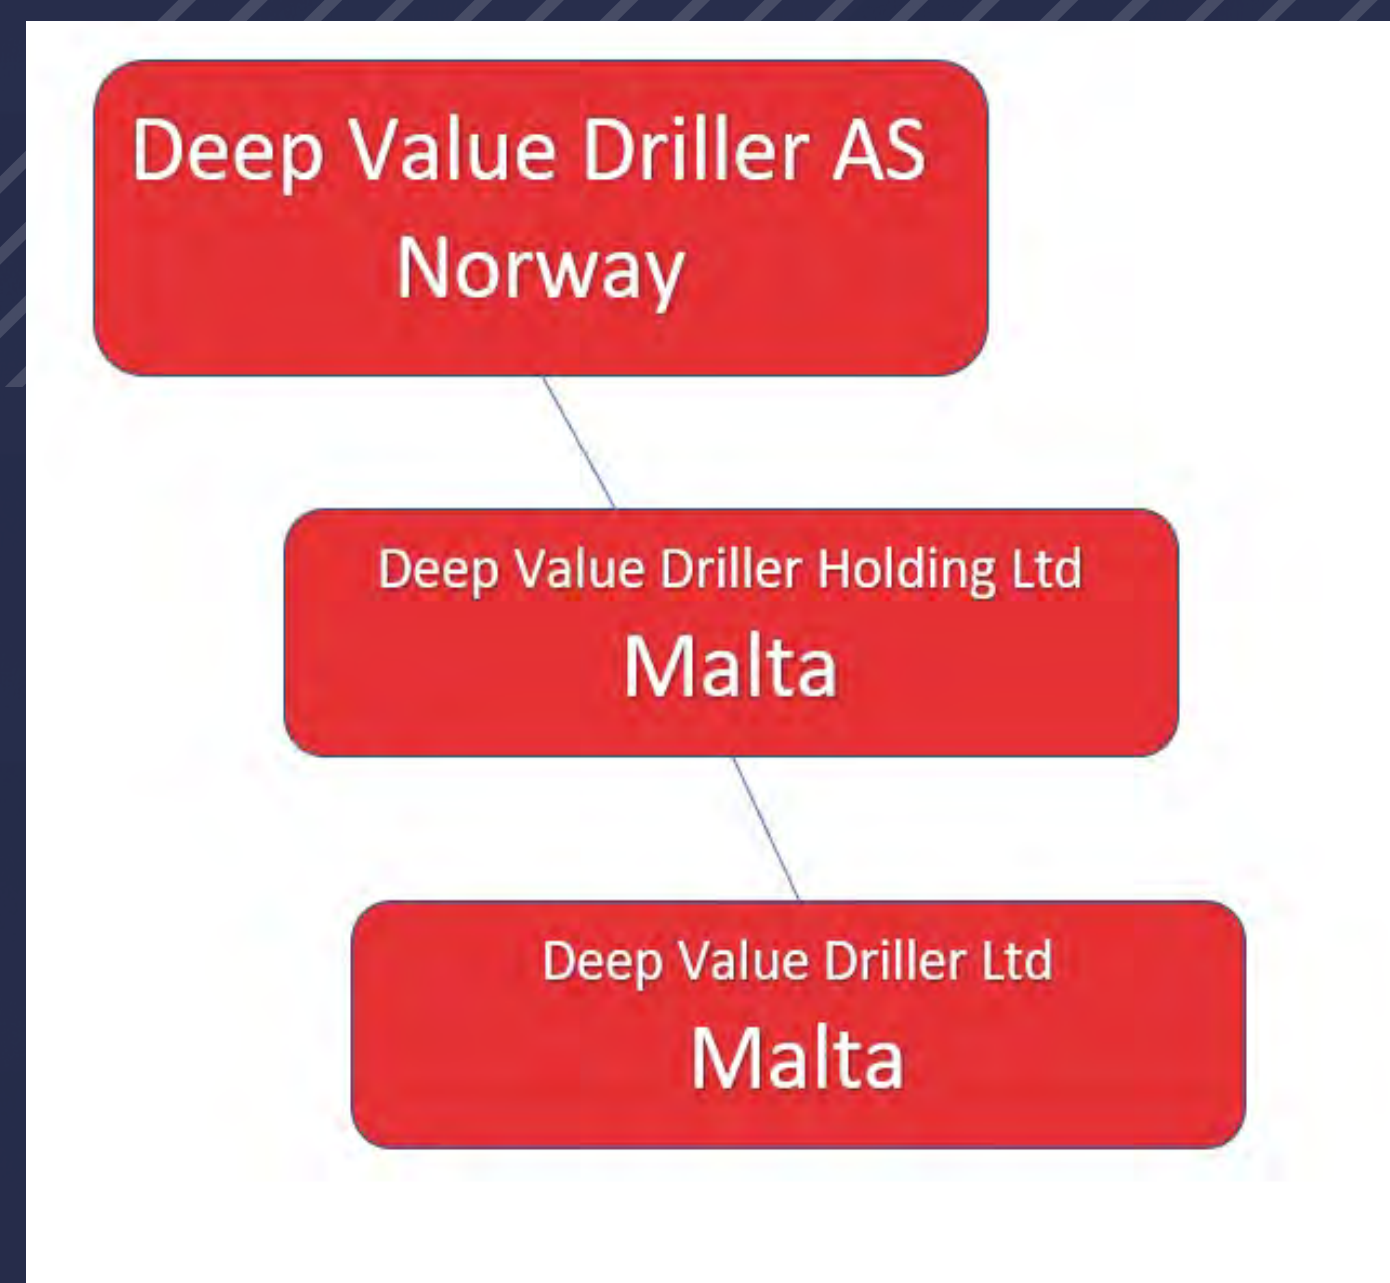 Deep Value Driller AS
Norway
Deep Value Driller Holding Ltd
Malta
Deep Value Driller Ltd
Malta